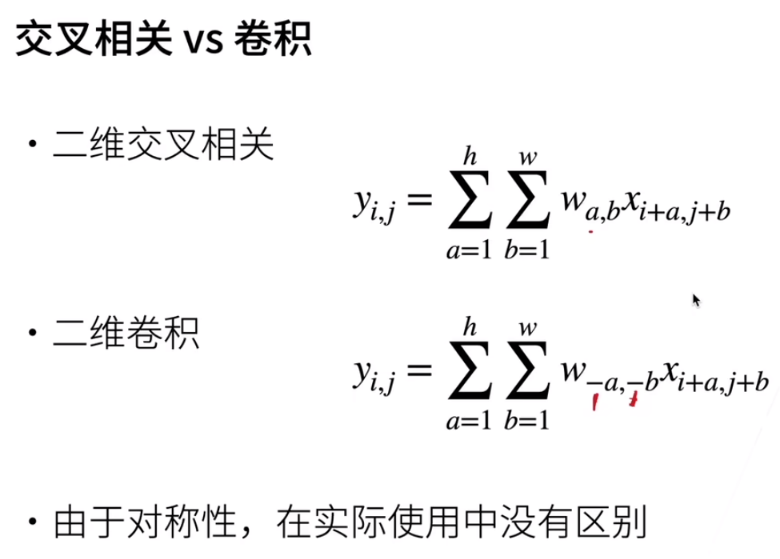 交叉相关 vs 卷积
• 二维交叉相关
y_{i,j} = \sum_{a=1}^{h} \sum_{b=1}^{w} w_{a,b} x_{i+a,j+b}
• 二维卷积
y_{i,j} = \sum_{a=1}^{h} \sum_{b=1}^{w} w_{-a,-b} x_{i+a,j+b}
• 由于对称性，在实际使用中没有区别